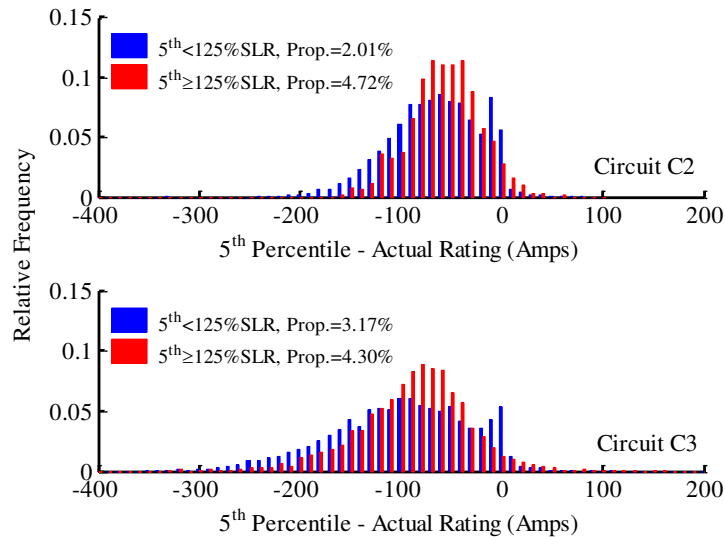 0.15
5th<125%SLR, Prop.=2.01%
0.1
5th≥125%SLR, Prop.=4.72%
0.05
Circuit C2
0
-400 -300 -200 -100 0 100 200
5th Percentile - Actual Rating (Amps)
Relative Frequency
0.15
5th<125%SLR, Prop.=3.17%
0.1
5th≥125%SLR, Prop.=4.30%
0.05
Circuit C3
0
-400 -300 -200 -100 0 100 200
5th Percentile - Actual Rating (Amps)